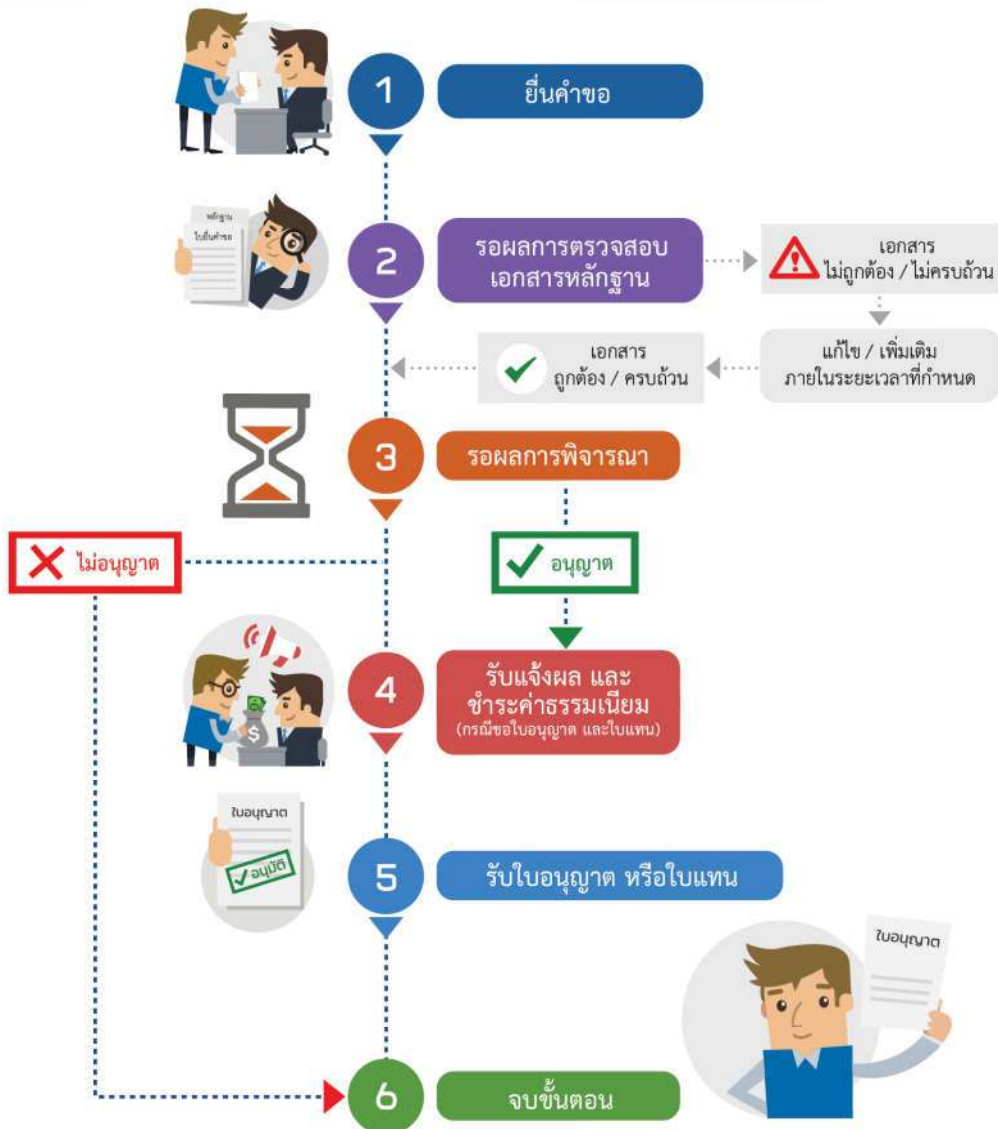 1
ยื่นคำขอ
หลักฐาน
ใบยื่นคำขอ
2
รอผลการตรวจสอบ
เอกสารหลักฐาน
เอกสาร
ไม่ถูกต้อง / ไม่ครบถ้วน
แก้ไข / เพิ่มเติม
ภายในระยะเวลาที่กำหนด
เอกสาร
ถูกต้อง / ครบถ้วน
3
รอผลการพิจารณา
ไม่อนุญาต
อนุญาต
4
รับแจ้งผล และ
ชำระค่าธรรมเนียม
(กรณีขอใบอนุญาต และใบแทน)
$
ใบอนุญาต
อนุมัติ
5
รับใบอนุญาต หรือใบแทน
ใบอนุญาต
6
จบขั้นตอน